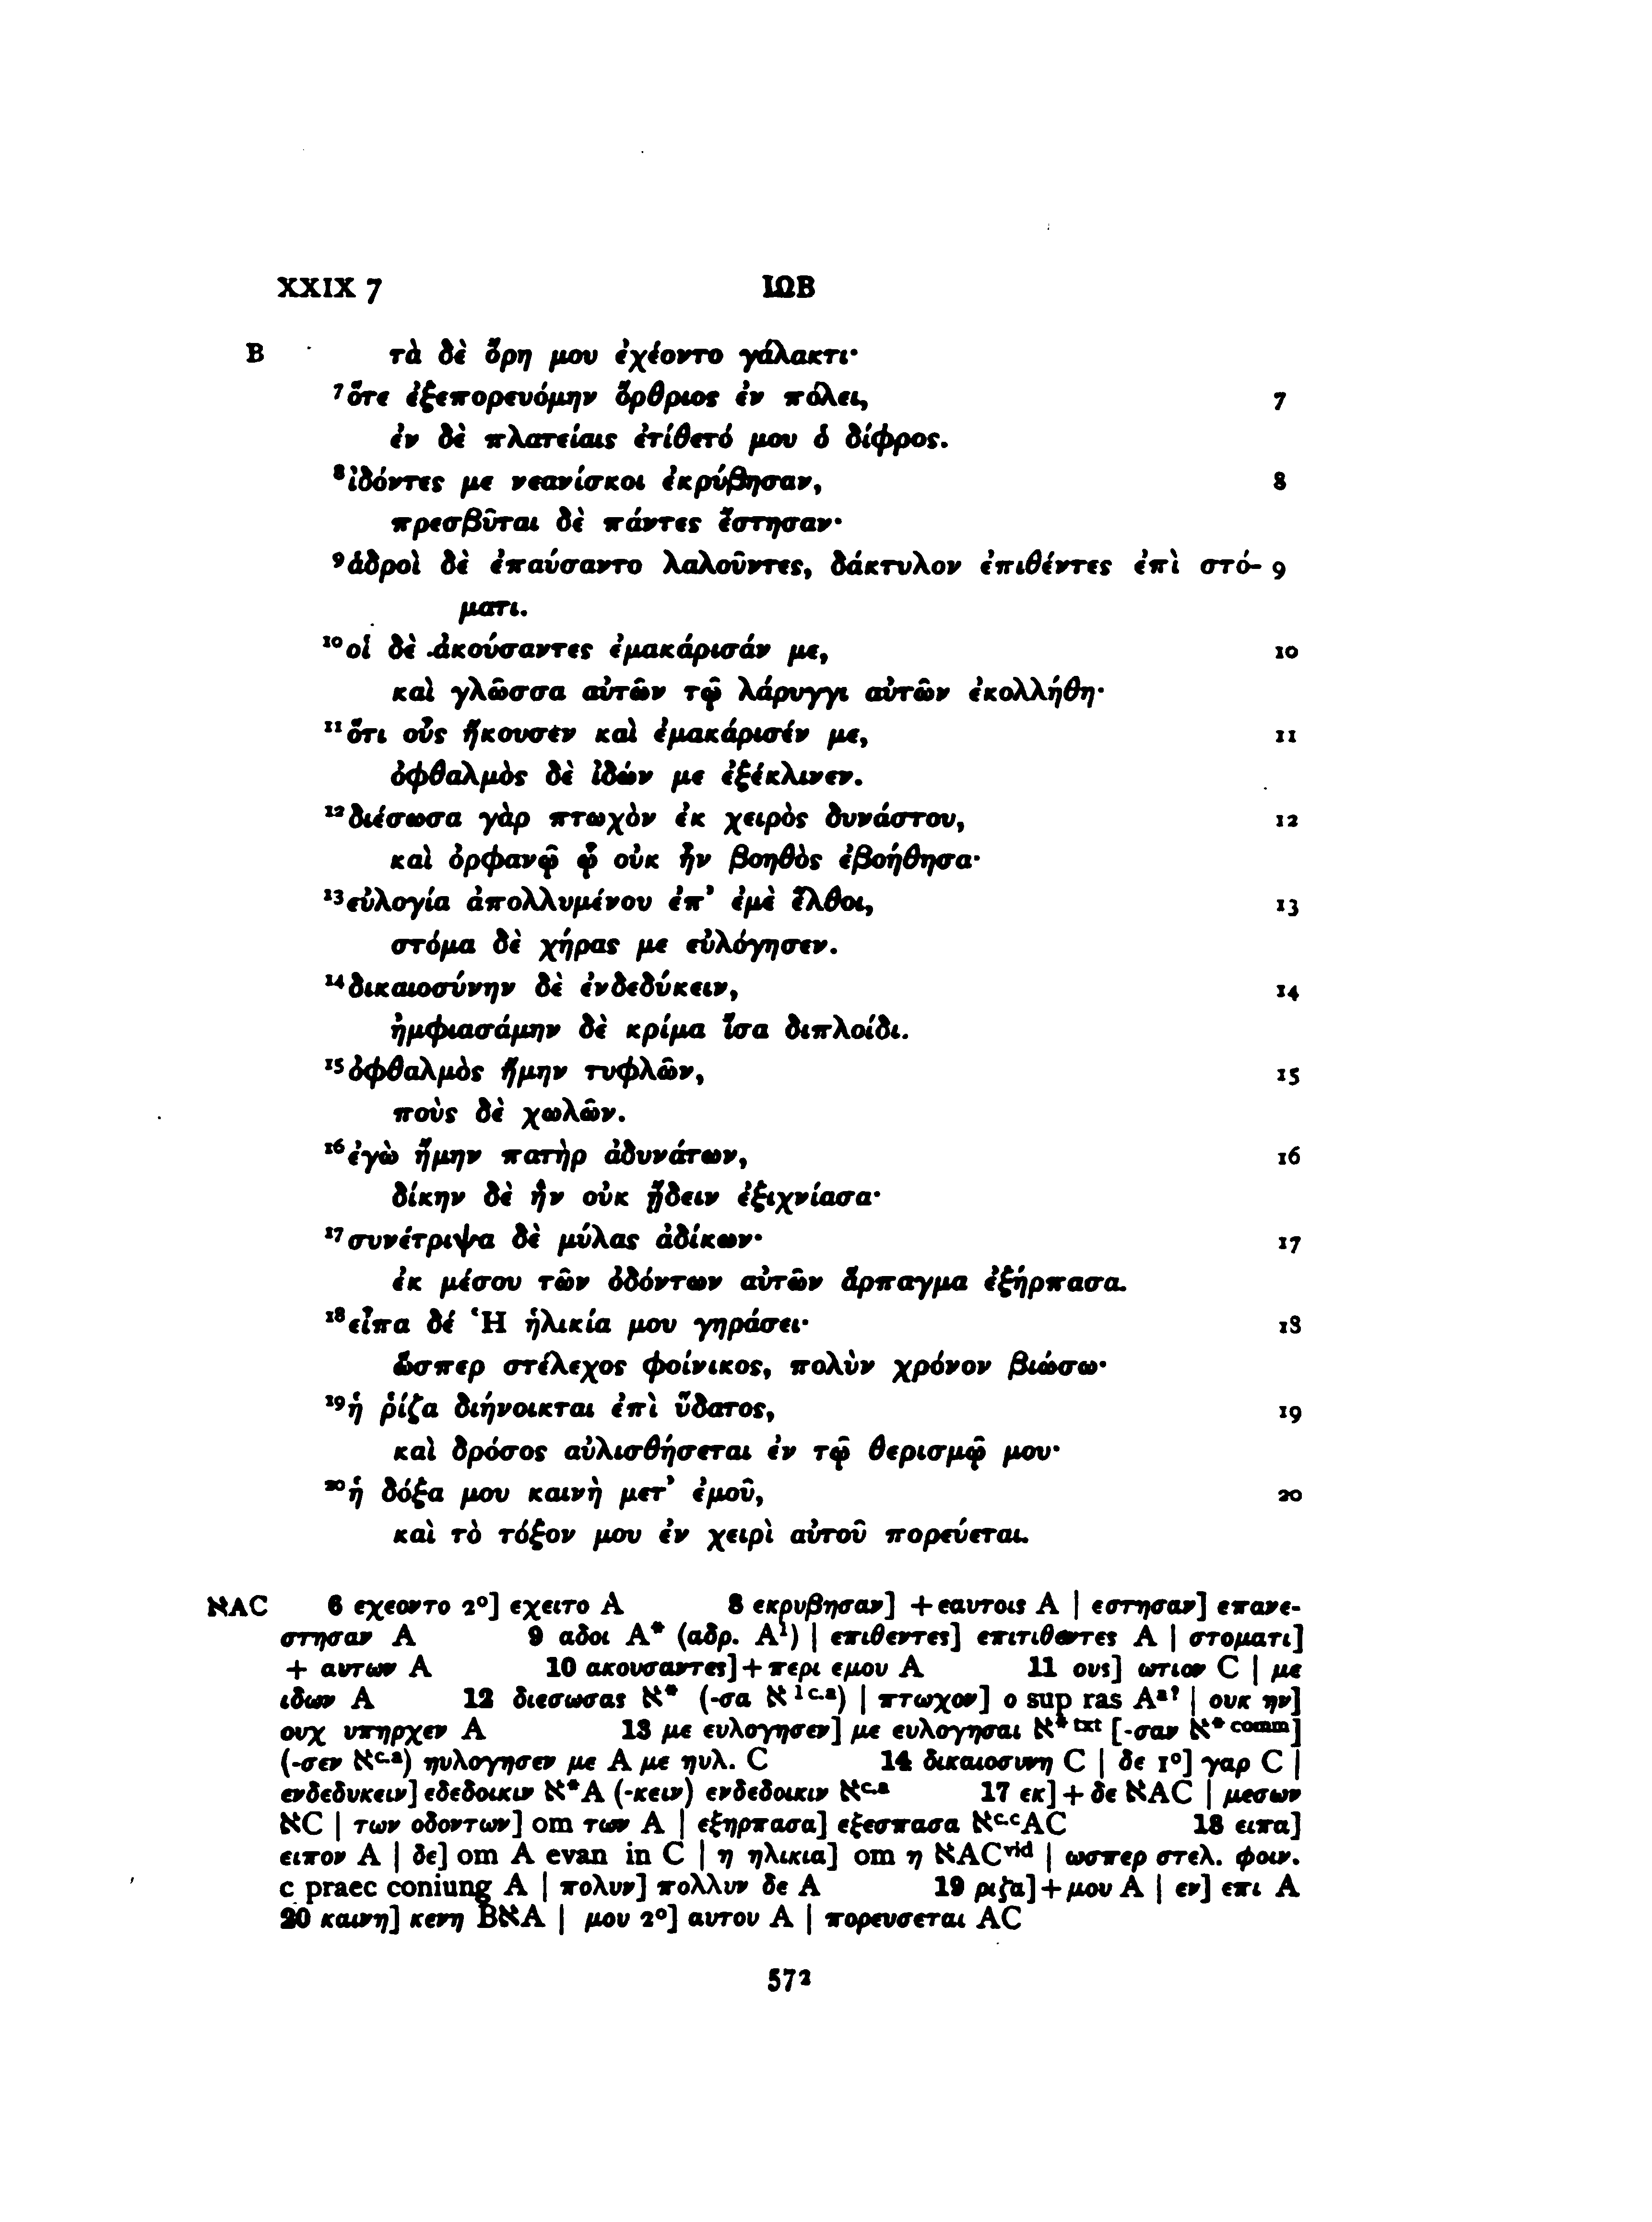 XXIX 7 ΙΩΒ
B τὰ δὲ ὄρη μου ἐχέοντο γάλακτι·
⁷ὅτε ἐξεπορευόμην ὄρθριος ἐν πόλει, 7
ἐν δὲ πλατείαις ἐτίθετό μου ὁ δίφρος.
⁸ἰδόντες με νεανίσκοι ἐκρύβησαν, 8
πρεσβῦται δὲ πάντες ἔστησαν·
⁹ἁδροὶ δὲ ἐπαύσαντο λαλοῦντες, δάκτυλον ἐπιθέντες ἐπὶ στό- 9
ματι.
¹⁰οἱ δὲ ἀκούσαντες ἐμακάρισάν με, 10
καὶ γλῶσσα αὐτῶν τῷ λάρυγγι αὐτῶν ἐκολλήθη·
¹¹ὅτι οὖς ἤκουσεν καὶ ἐμακάρισέν με, 11
ὀφθαλμὸς δὲ ἰδών με ἐξέκλινεν.
¹²διέσωσα γὰρ πτωχὸν ἐκ χειρὸς δυνάστου, 12
καὶ ὀρφανῷ ᾧ οὐκ ἦν βοηθὸς ἐβοήθησα·
¹³εὐλογία ἀπολλυμένου ἐπ’ ἐμὲ ἔλθοι, 13
στόμα δὲ χήρας με εὐλόγησεν.
¹⁴δικαιοσύνην δὲ ἐνδεδύκειν, 14
ἠμφιασάμην δὲ κρίμα ἴσα διπλοίδι.
¹⁵ὀφθαλμὸς ἤμην τυφλῶν, 15
ποὺς δὲ χωλῶν.
¹⁶ἐγὼ ἤμην πατὴρ ἀδυνάτων, 16
δίκην δὲ ἣν οὐκ ᾔδειν ἐξιχνίασα·
¹⁷συνέτριψα δὲ μύλας ἀδίκων· 17
ἐκ μέσου τῶν ὀδόντων αὐτῶν ἅρπαγμα ἐξήρπασα.
¹⁸εἶπα δέ Ἡ ἡλικία μου γηράσει· 18
ὥσπερ στέλεχος φοίνικος, πολὺν χρόνον βιώσω·
¹⁹ἡ ῥίζα διήνοικται ἐπὶ ὕδατος, 19
καὶ δρόσος αὐλισθήσεται ἐν τῷ θερισμῷ μου·
²⁰ἡ δόξα μου καινὴ μετ’ ἐμοῦ, 20
καὶ τὸ τόξον μου ἐν χειρὶ αὐτοῦ πορεύεται.
ℵAC 6 εχεοντο 2°] εχειτο A 8 εκρυβησαν] + εαυτοις A | εστησαν] επανε-
στησαν A 9 αδοι A* (αδρ. A¹) | επιθεντες] επιτιθεντες A | στοματι]
+ αυτων A 10 ακουσαντες] + περι εμου A 11 ους] ωτιον C | με
ιδων A 12 διεσωσας ℵ* (-σα ℵ¹ ᶜ·ᵃ) | πτωχον] ο sup ras Aᵃ? | ουκ ην]
ουχ υπηρχεν A 13 με ευλογησεν] με ευλογησαι ℵ* txt [-σαν ℵ* comm]
(-σεν ℵᶜ·ᵃ) ηυλογησεν με A με ηυλ. C 14 δικαιοσυνη C | δε 1°] γαρ C |
ενδεδυκειν] εδεδοικιν ℵ*A (-κειν) ενδεδοικιν ℵᶜ·ᵃ 17 εκ] + δε ℵAC | μεσων
ℵC | των οδοντων] om των A | εξηρπασα] εξεσπασα ℵᶜ·ᶜAC 18 ειπα]
ειπον A | δε] om A evan in C | η ηλικια] om η ℵACᵛⁱᵈ | ωσπερ στελ. φοιν.
c praec coniung A | πολυν] πολλυν δε A 19 ριζα] + μου A | εν] επι A
20 καινη] κενη BℵA | μου 2°] αυτου A | πορευσεται AC
572